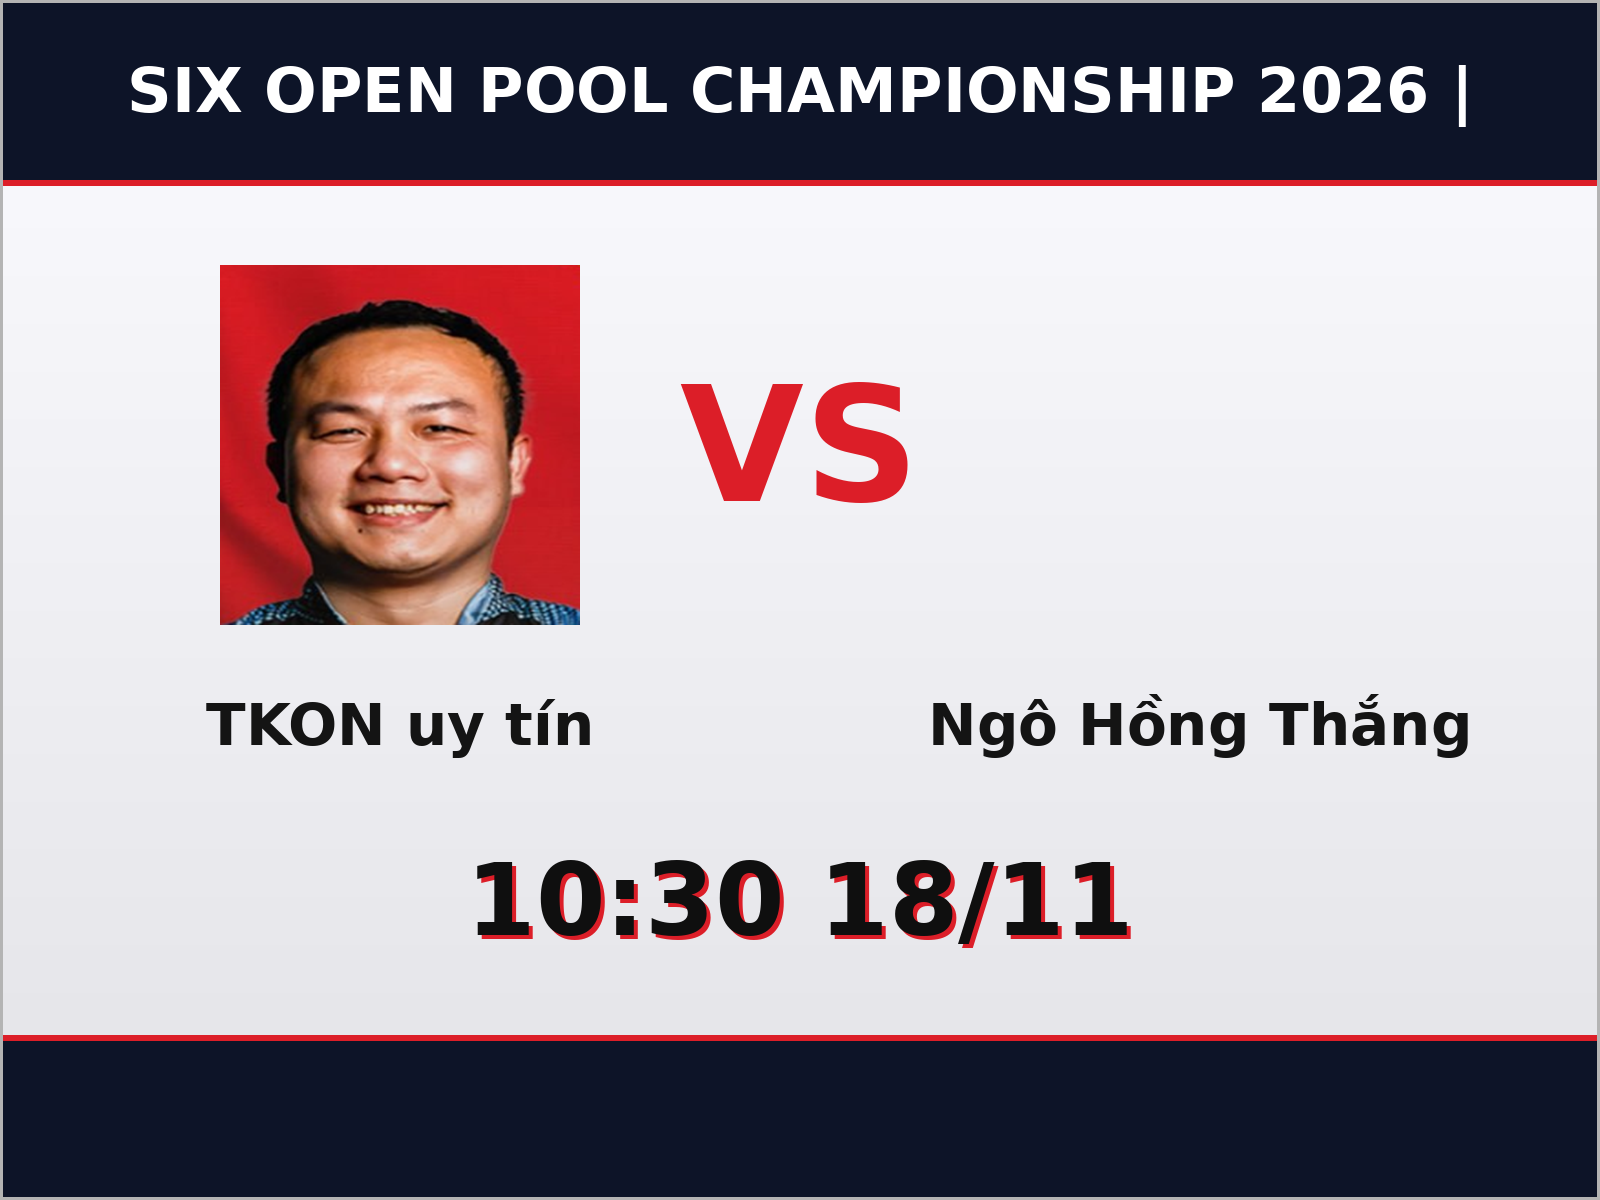 SIX OPEN POOL CHAMPIONSHIP 2026 |
VS
TKON uy tín
Ngô Hồng Thắng
10:30 18/11